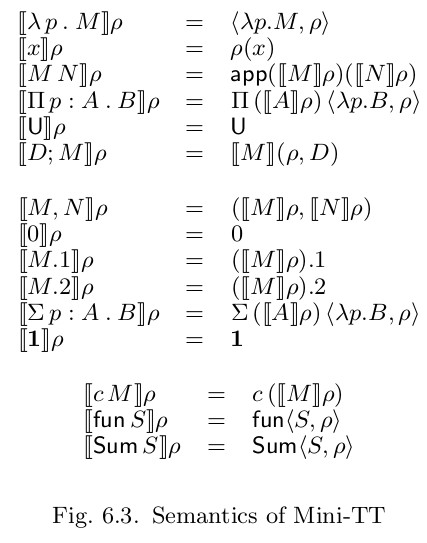 ⟦λ p . M⟧ρ = ⟨λp.M, ρ⟩
⟦x⟧ρ = ρ(x)
⟦M N⟧ρ = app(⟦M⟧ρ)(⟦N⟧ρ)
⟦Π p : A . B⟧ρ = Π (⟦A⟧ρ) ⟨λp.B, ρ⟩
⟦U⟧ρ = U
⟦D; M⟧ρ = ⟦M⟧(ρ, D)
⟦M, N⟧ρ = (⟦M⟧ρ, ⟦N⟧ρ)
⟦0⟧ρ = 0
⟦M.1⟧ρ = (⟦M⟧ρ).1
⟦M.2⟧ρ = (⟦M⟧ρ).2
⟦Σ p : A . B⟧ρ = Σ (⟦A⟧ρ) ⟨λp.B, ρ⟩
⟦𝟏⟧ρ = 𝟏
⟦c M⟧ρ = c (⟦M⟧ρ)
⟦fun S⟧ρ = fun⟨S, ρ⟩
⟦Sum S⟧ρ = Sum⟨S, ρ⟩
Fig. 6.3. Semantics of Mini-TT